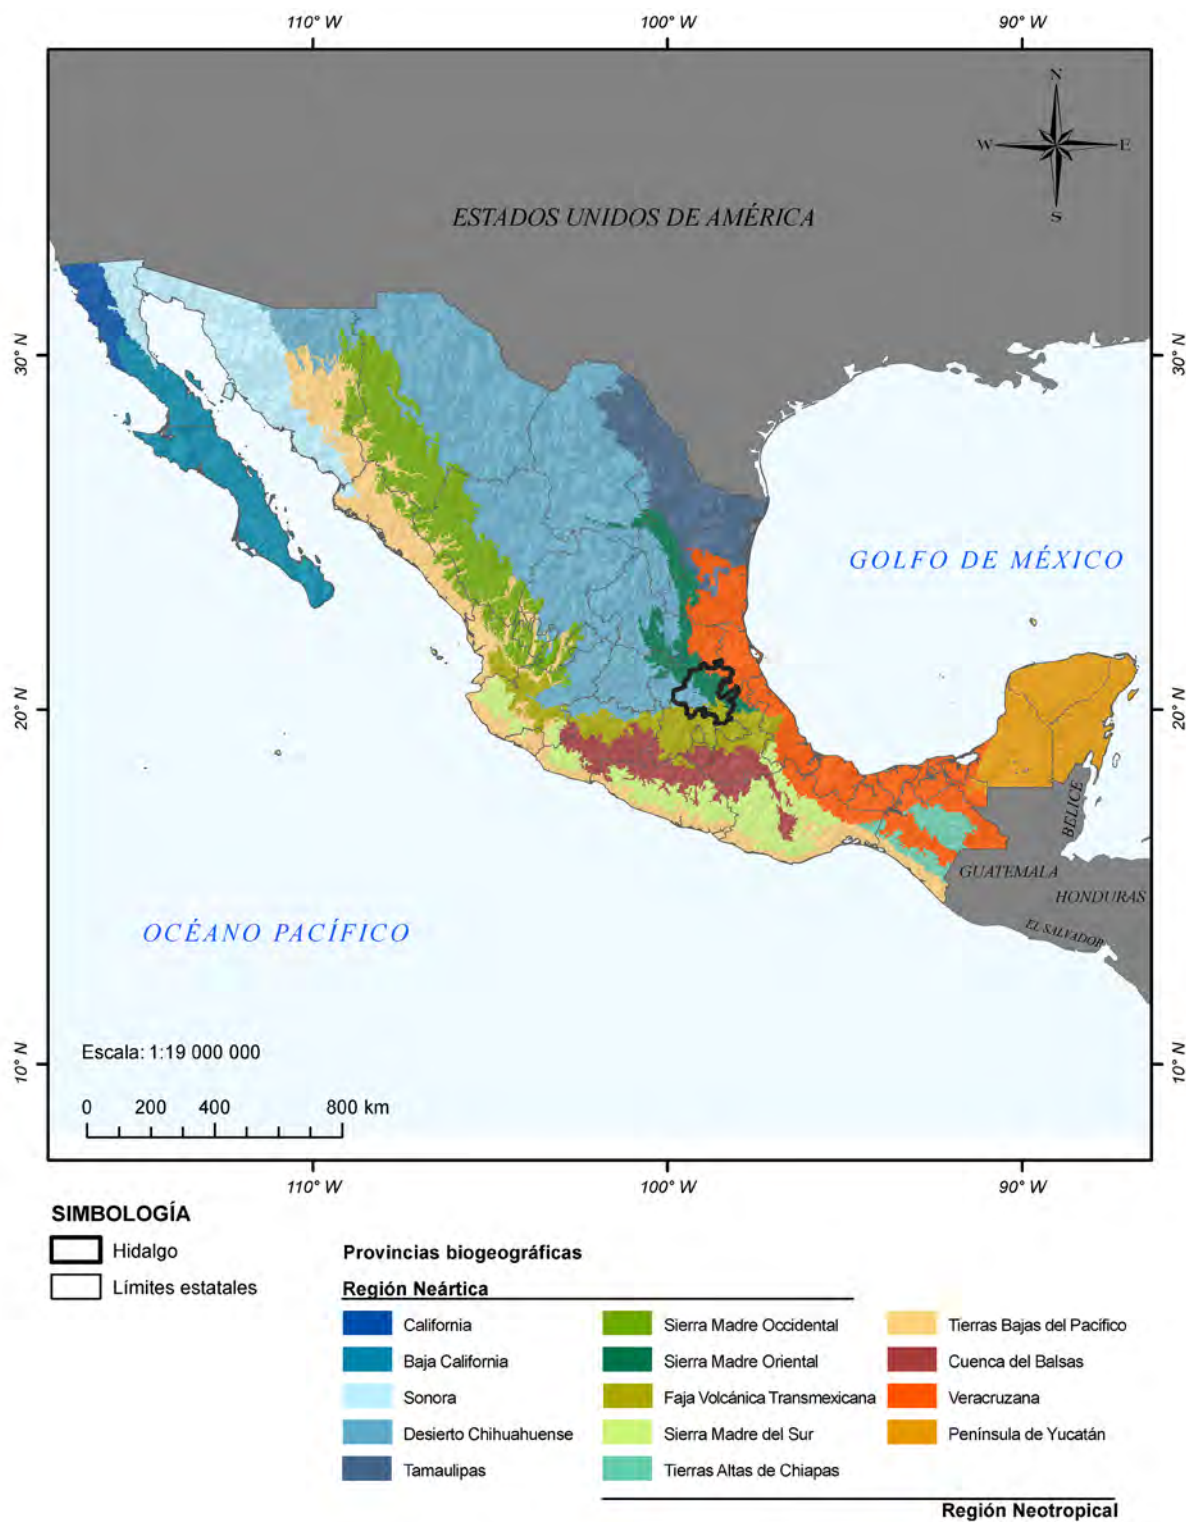 110° W
100° W
90° W
N
W
E
S
ESTADOS UNIDOS DE AMÉRICA
30° N
30° N
GOLFO DE MÉXICO
20° N
20° N
BELICE
GUATEMALA
HONDURAS
EL SALVADOR
OCÉANO PACÍFICO
10° N
10° N
Escala: 1:19 000 000
0 200 400 800 km
110° W
100° W
90° W
SIMBOLOGÍA
Hidalgo
Límites estatales
Provincias biogeográficas
Región Neártica
California
Baja California
Sonora
Desierto Chihuahuense
Tamaulipas
Sierra Madre Occidental
Sierra Madre Oriental
Faja Volcánica Transmexicana
Sierra Madre del Sur
Tierras Altas de Chiapas
Tierras Bajas del Pacífico
Cuenca del Balsas
Veracruzana
Península de Yucatán
Región Neotropical